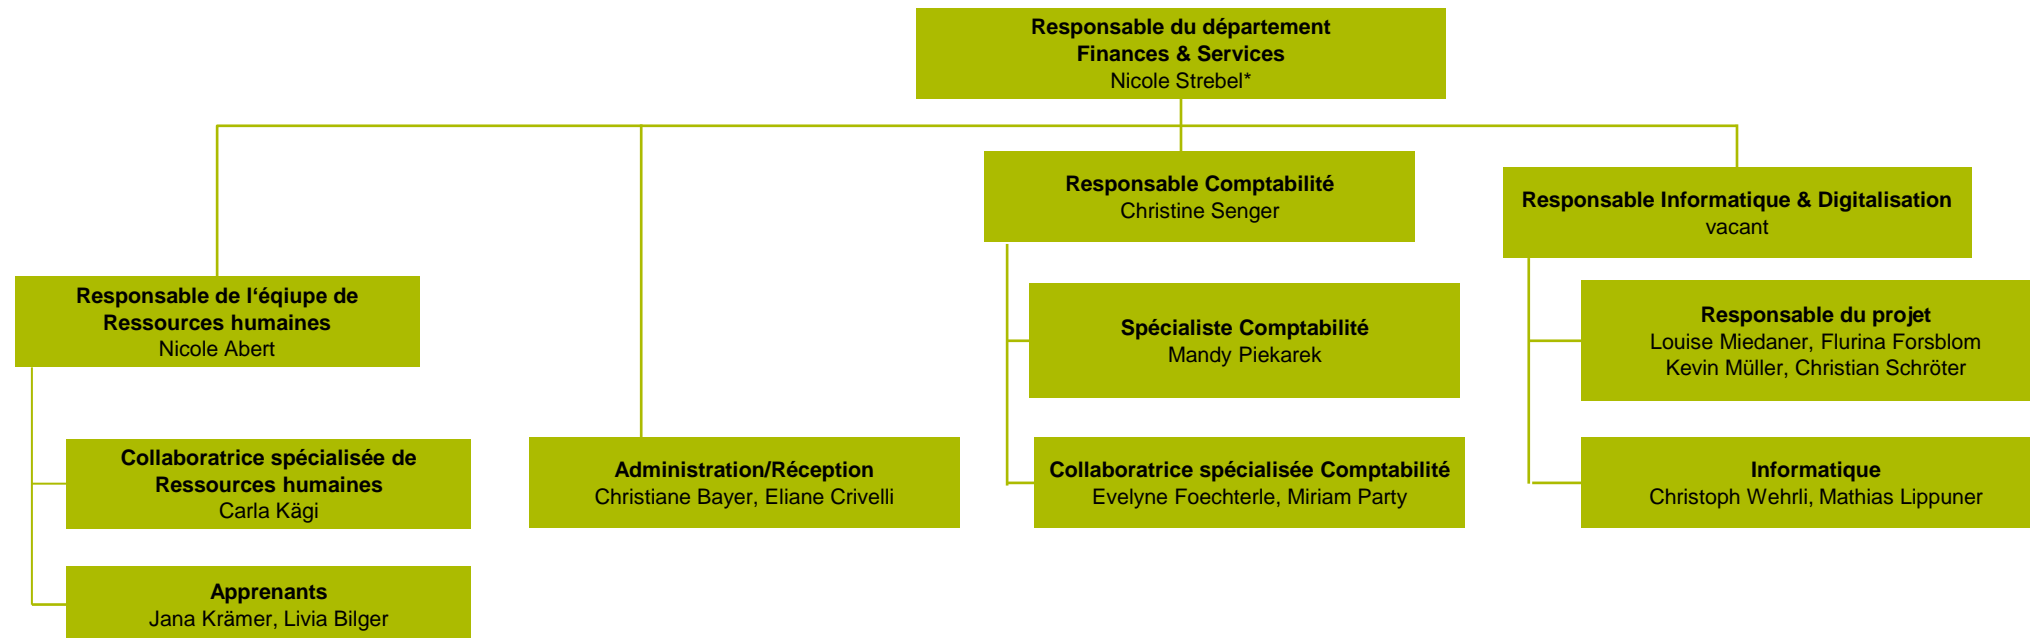 Responsable du département
Finances & Services
Nicole Strebel*
Responsable Comptabilité
Christine Senger
Responsable Informatique & Digitalisation
vacant
Responsable de l‘éqiupe de
Ressources humaines
Nicole Abert
Spécialiste Comptabilité
Mandy Piekarek
Responsable du projet
Louise Miedaner, Flurina Forsblom
Kevin Müller, Christian Schröter
Collaboratrice spécialisée de
Ressources humaines
Carla Kägi
Administration/Réception
Christiane Bayer, Eliane Crivelli
Collaboratrice spécialisée Comptabilité
Evelyne Foechterle, Miriam Party
Informatique
Christoph Wehrli, Mathias Lippuner
Apprenants
Jana Krämer, Livia Bilger